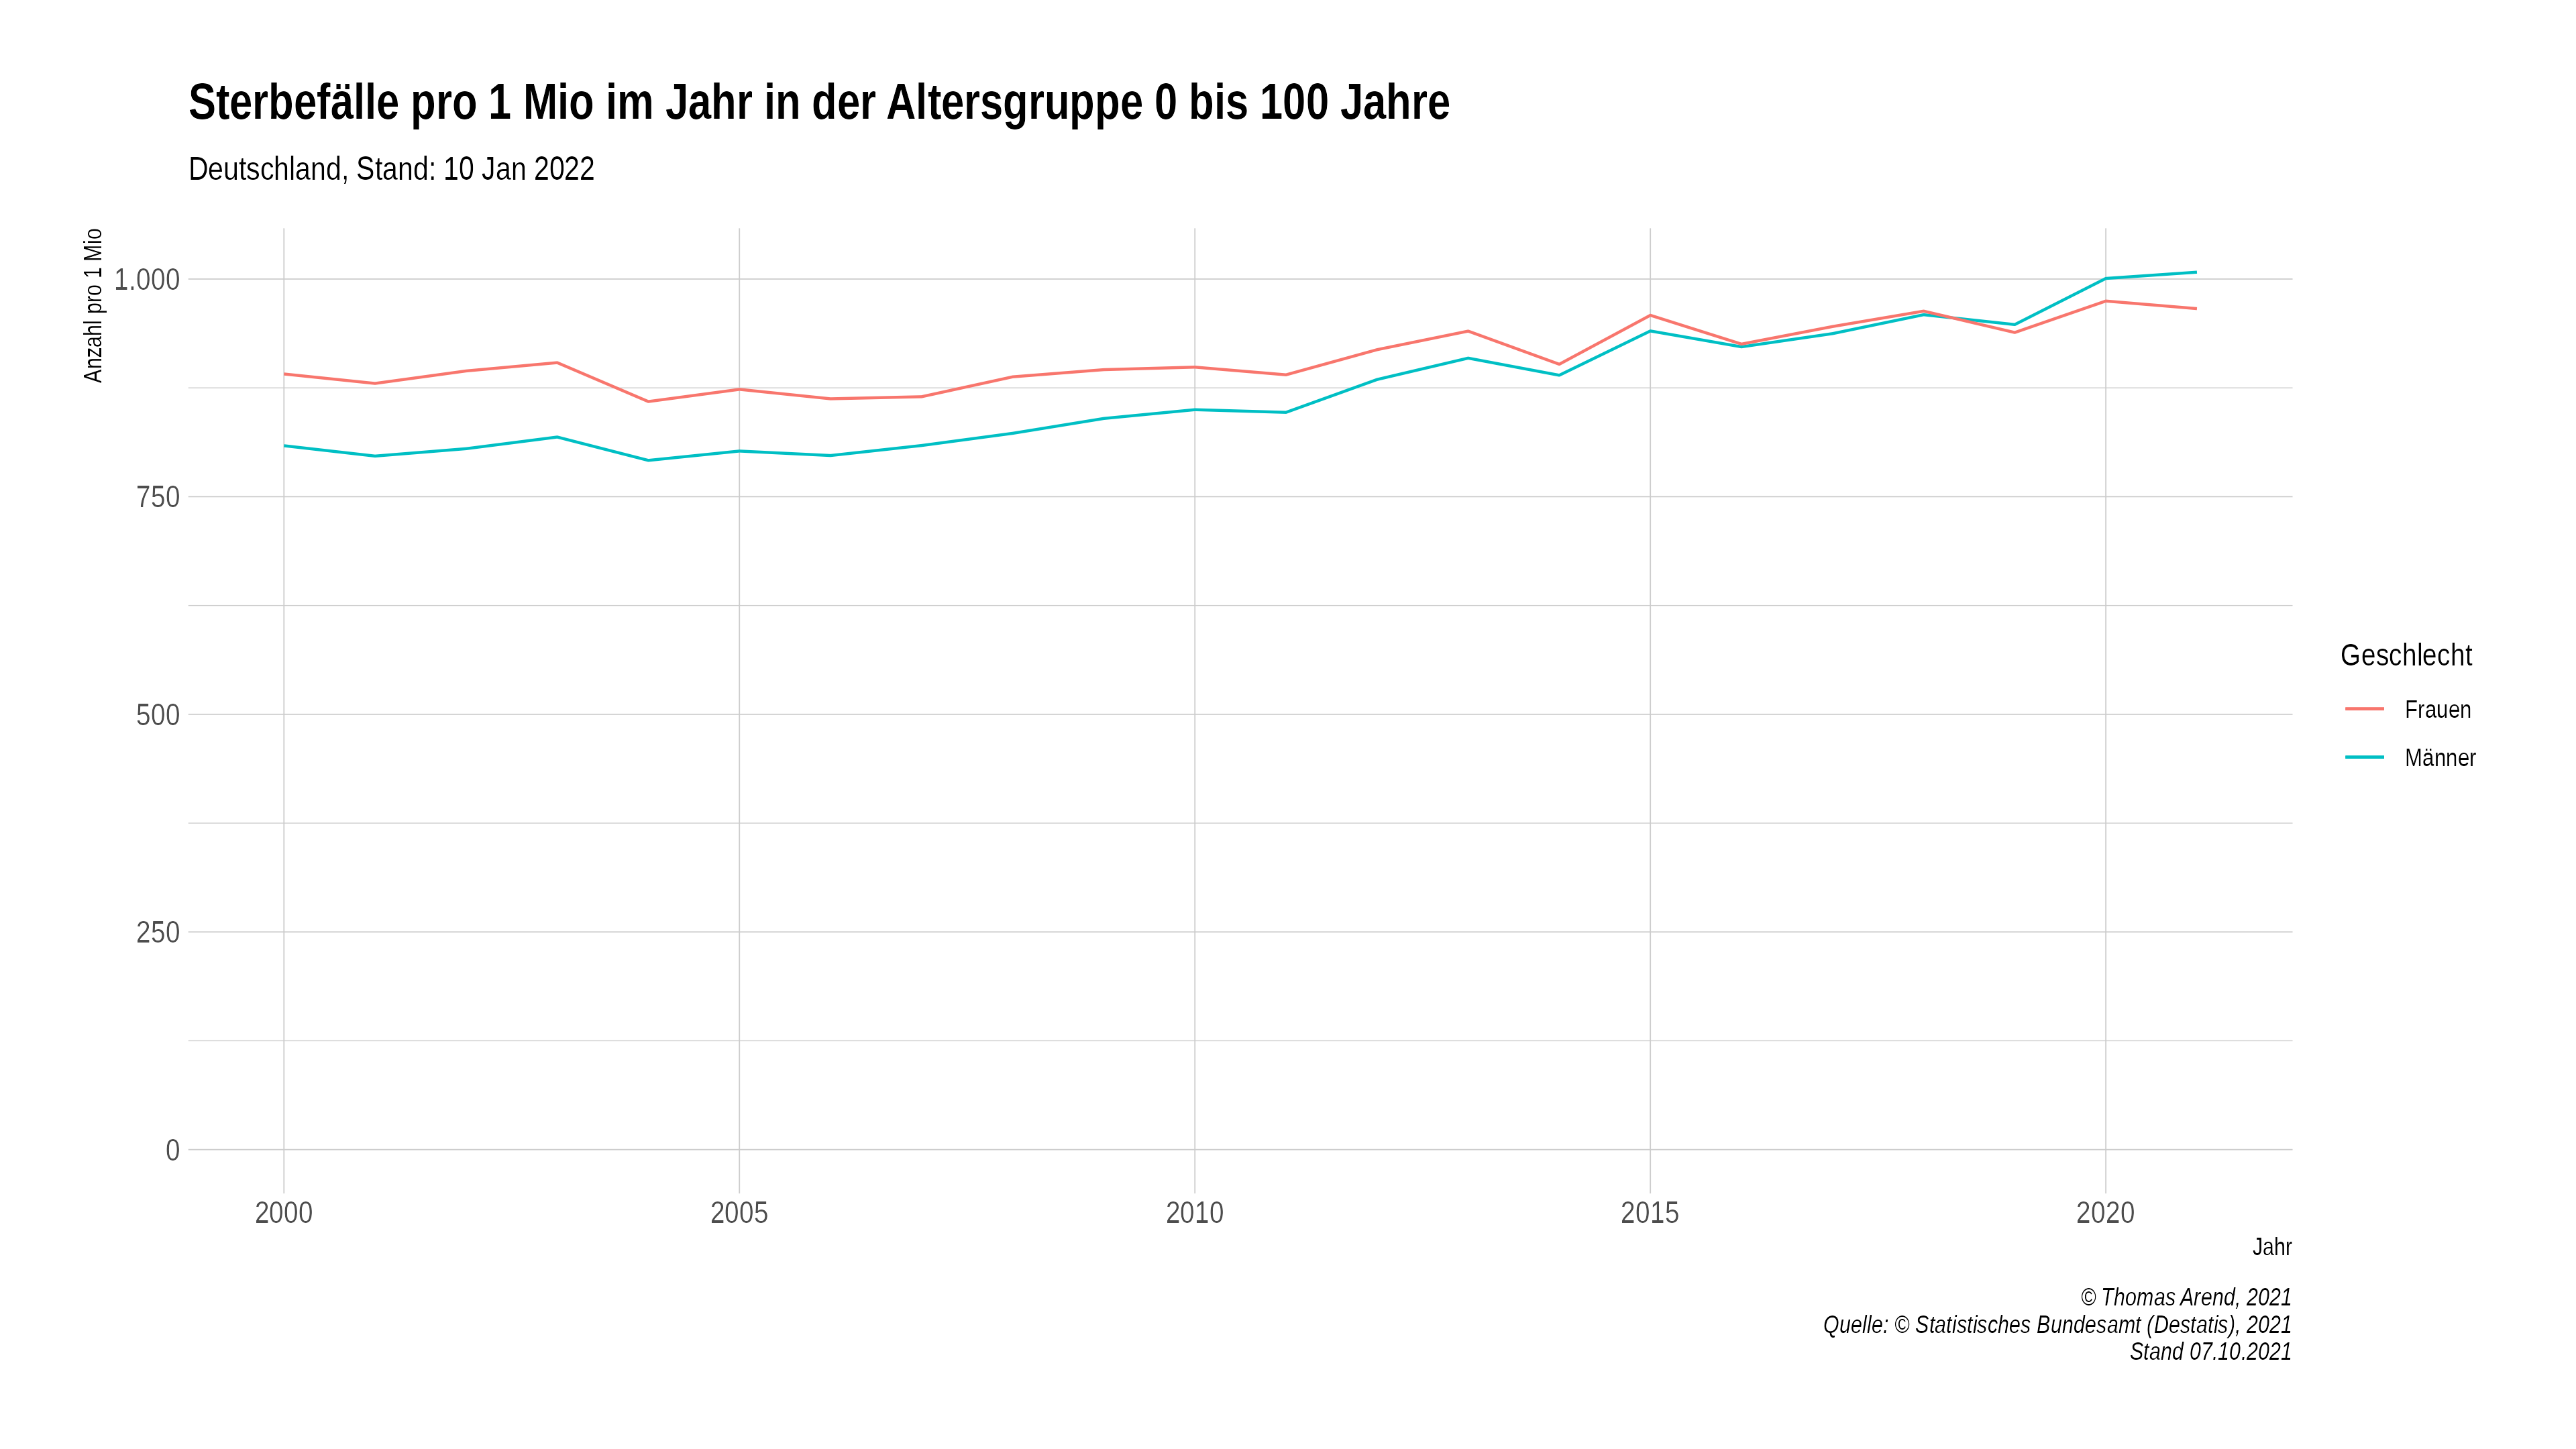 Sterbefälle pro 1 Mio im Jahr in der Altersgruppe 0 bis 100 Jahre
Deutschland, Stand: 10 Jan 2022
Anzahl pro 1 Mio
1.000
750
500
250
0
2000
2005
2010
2015
2020
Jahr
Geschlecht
Frauen
Männer
© Thomas Arend, 2021
Quelle: © Statistisches Bundesamt (Destatis), 2021
Stand 07.10.2021